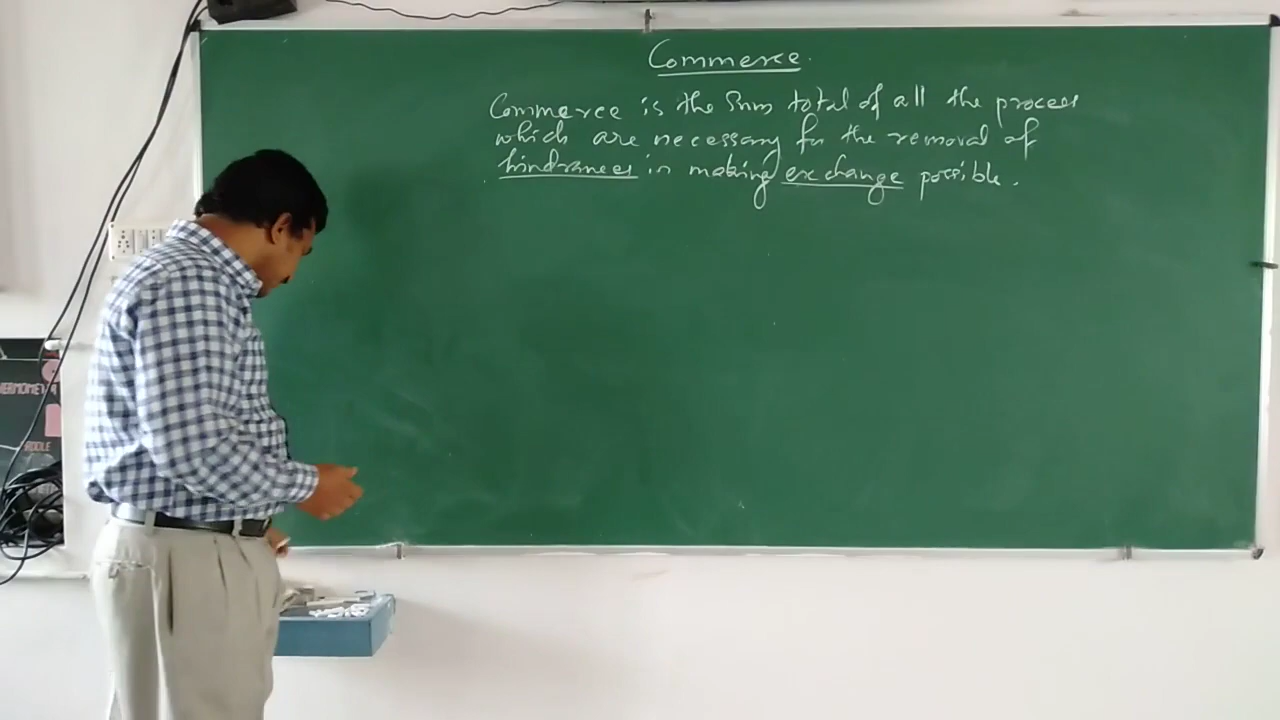 Commerce.
Commerce is the Sum total of all the process
which are necessary for the removal of
hindrances in making exchange possible.